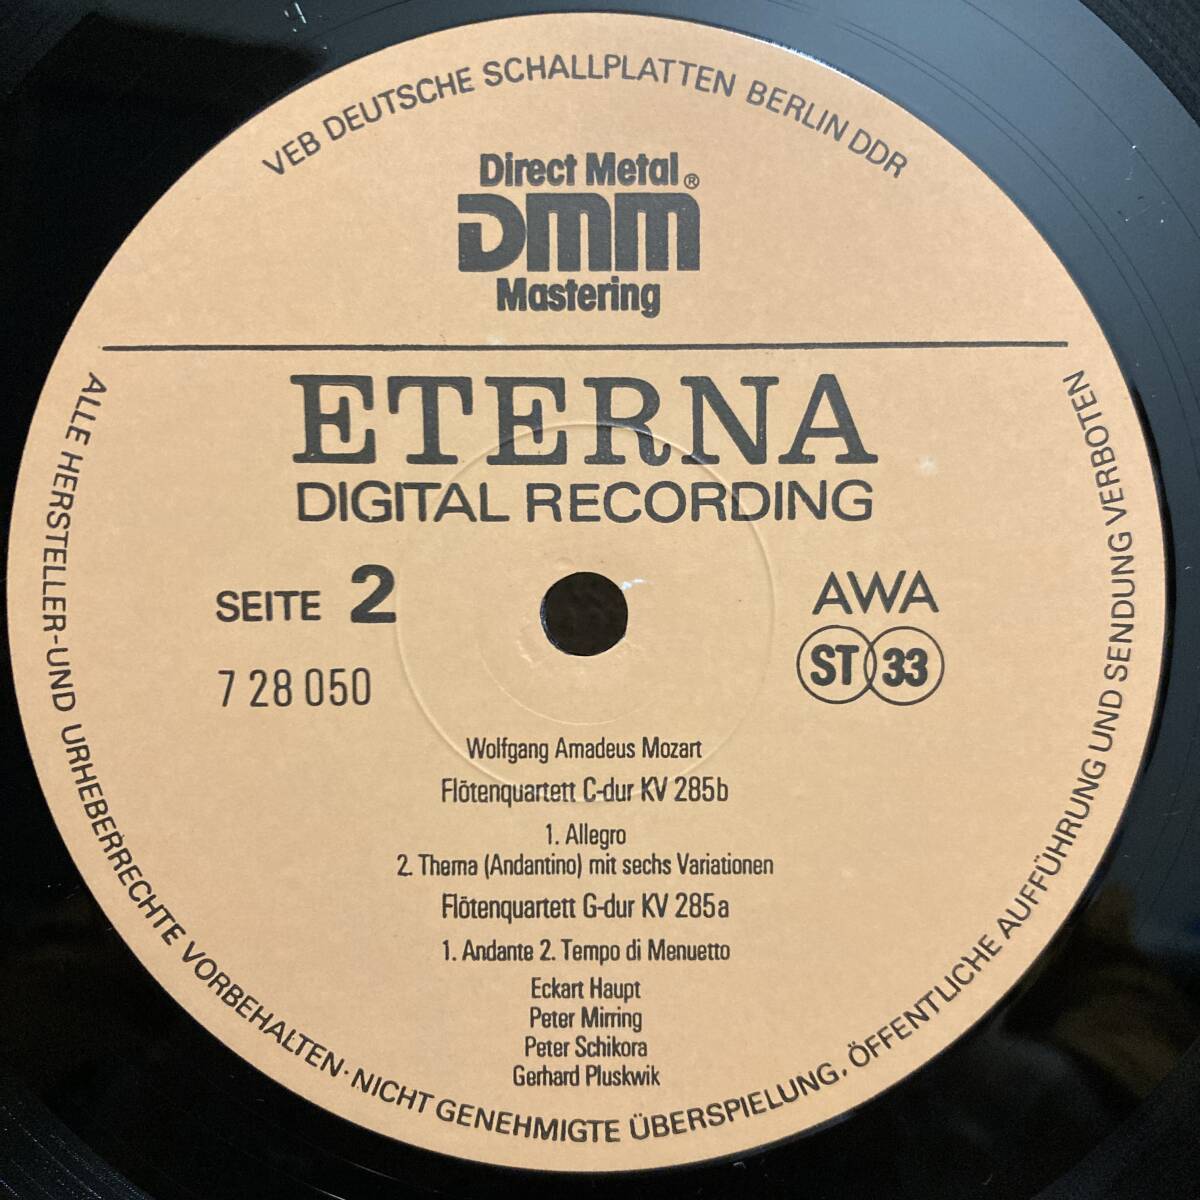 VEB DEUTSCHE SCHALLPLATTEN BERLIN DDR
Direct Metal ®
DMM
Mastering
ETERNA
DIGITAL RECORDING
SEITE 2
AWA
7 28 050
ST 33
Wolfgang Amadeus Mozart
Flötenquartett C-dur KV 285b
1. Allegro
2. Thema (Andantino) mit sechs Variationen
Flötenquartett G-dur KV 285a
1. Andante 2. Tempo di Menuetto
Eckart Haupt
Peter Mirring
Peter Schikora
Gerhard Pluskwik
ALLE HERSTELLER-UND URHEBERRECHTE VORBEHALTEN·NICHT GENEHMIGTE ÜBERSPIELUNG, ÖFFENTLICHE AUFFÜHRUNG UND SENDUNG VERBOTEN